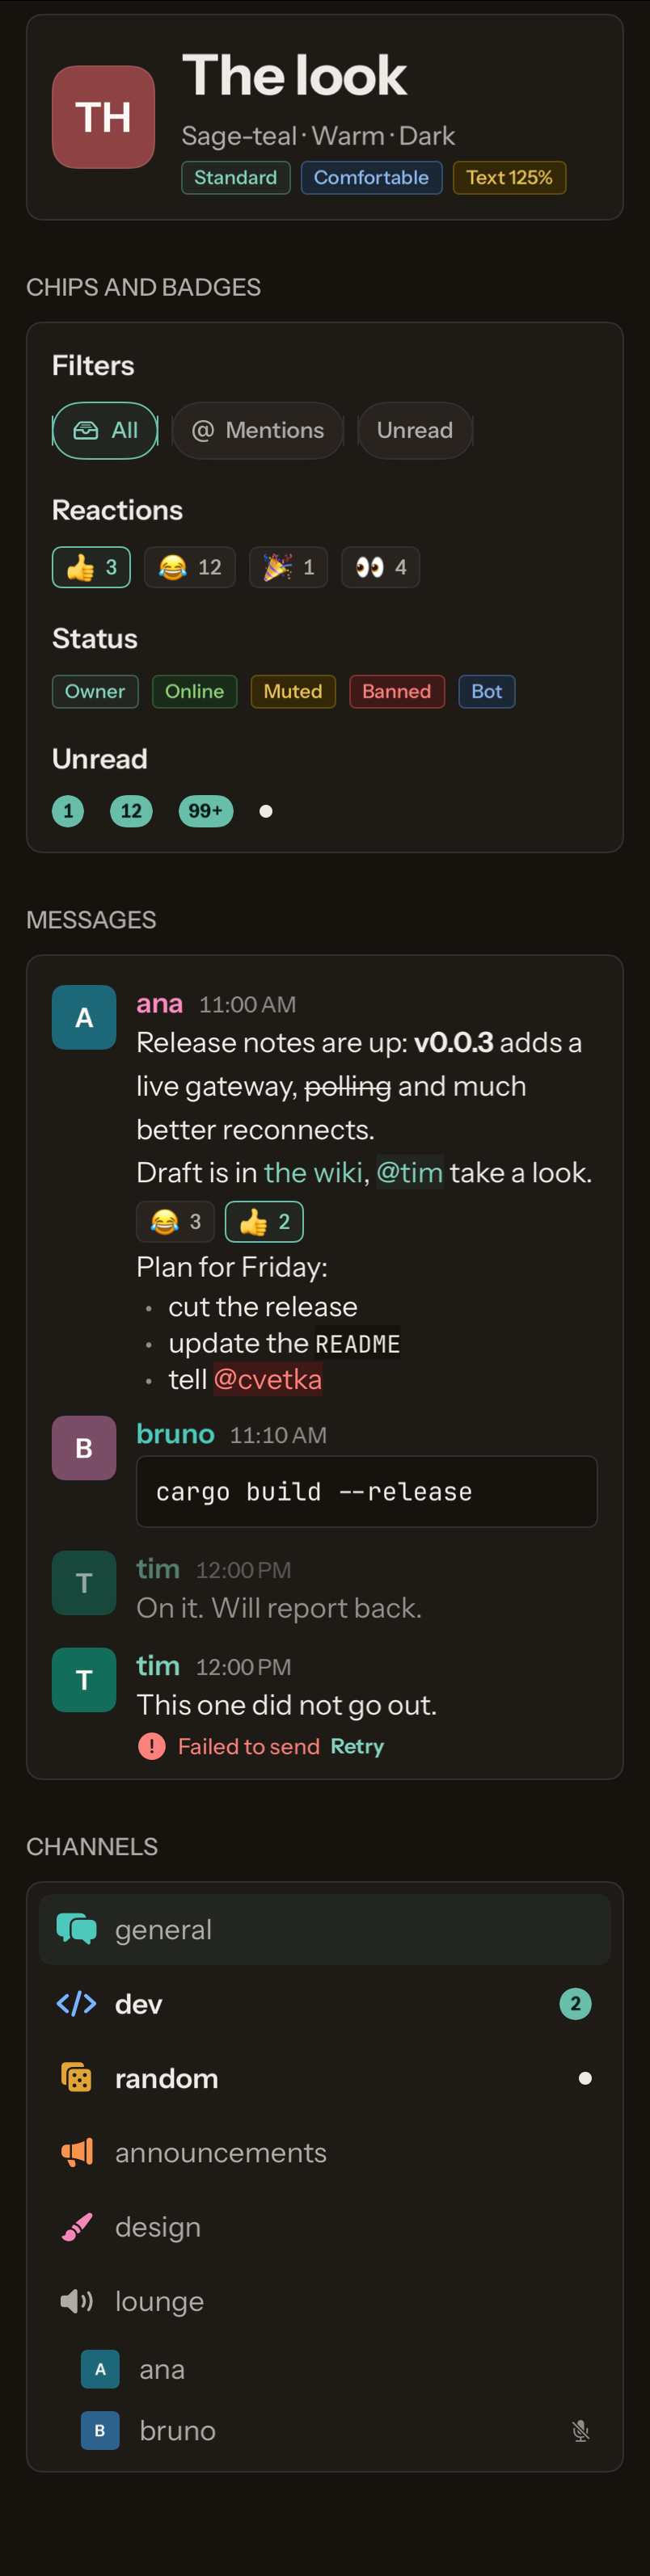 TH
The look
Sage-teal · Warm · Dark
Standard
Comfortable
Text 125%
CHIPS AND BADGES
Filters
All
@ Mentions
Unread
Reactions
👍 3
😂 12
🎉 1
👀 4
Status
Owner
Online
Muted
Banned
Bot
Unread
1
12
99+
MESSAGES
A
ana 11:00 AM
Release notes are up: v0.0.3 adds a
live gateway, polling and much
better reconnects.
Draft is in the wiki, @tim take a look.
😂 3
👍 2
Plan for Friday:
• cut the release
• update the README
• tell @cvetka
B
bruno 11:10 AM
cargo build --release
T
tim 12:00 PM
On it. Will report back.
T
tim 12:00 PM
This one did not go out.
! Failed to send Retry
CHANNELS
general
</> dev 2
random
announcements
design
lounge
A ana
B bruno